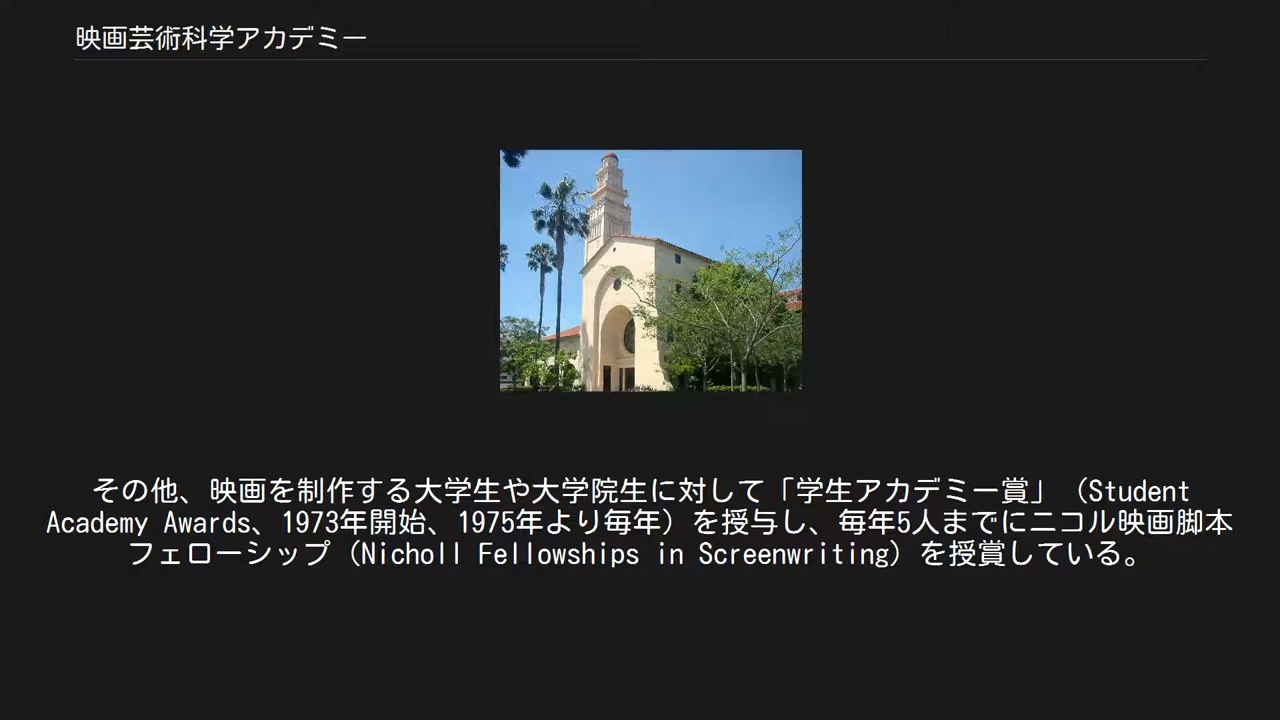 映画芸術科学アカデミー
その他、映画を制作する大学生や大学院生に対して「学生アカデミー賞」（Student
Academy Awards、1973年開始、1975年より毎年）を授与し、毎年5人までにニコル映画脚本
フェローシップ（Nicholl Fellowships in Screenwriting）を授賞している。